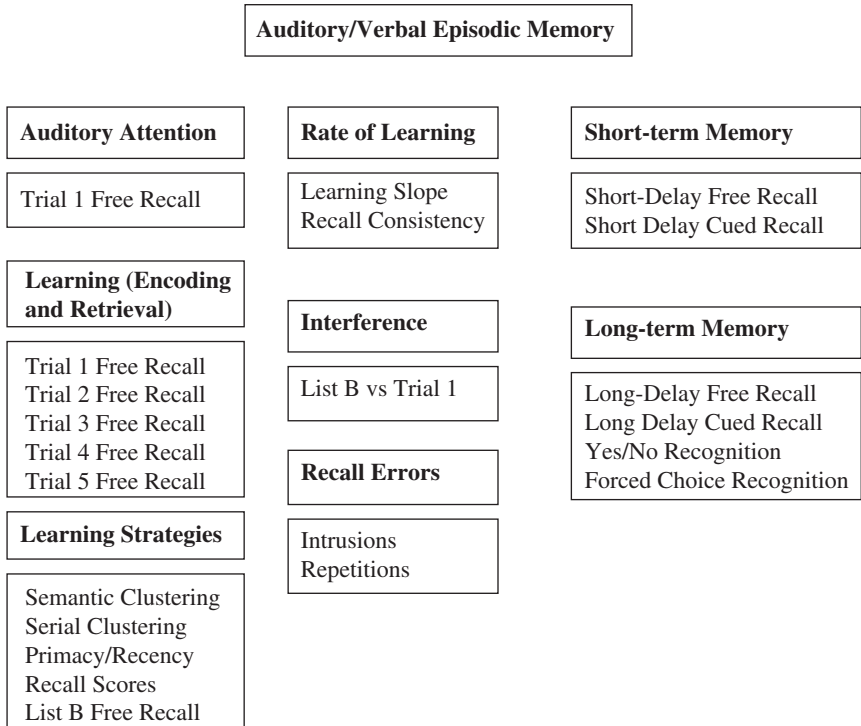 Auditory/Verbal Episodic Memory
Auditory Attention
Trial 1 Free Recall
Learning (Encoding
and Retrieval)
Trial 1 Free Recall
Trial 2 Free Recall
Trial 3 Free Recall
Trial 4 Free Recall
Trial 5 Free Recall
Learning Strategies
Semantic Clustering
Serial Clustering
Primacy/Recency
Recall Scores
List B Free Recall
Rate of Learning
Learning Slope
Recall Consistency
Interference
List B vs Trial 1
Recall Errors
Intrusions
Repetitions
Short-term Memory
Short-Delay Free Recall
Short Delay Cued Recall
Long-term Memory
Long-Delay Free Recall
Long Delay Cued Recall
Yes/No Recognition
Forced Choice Recognition